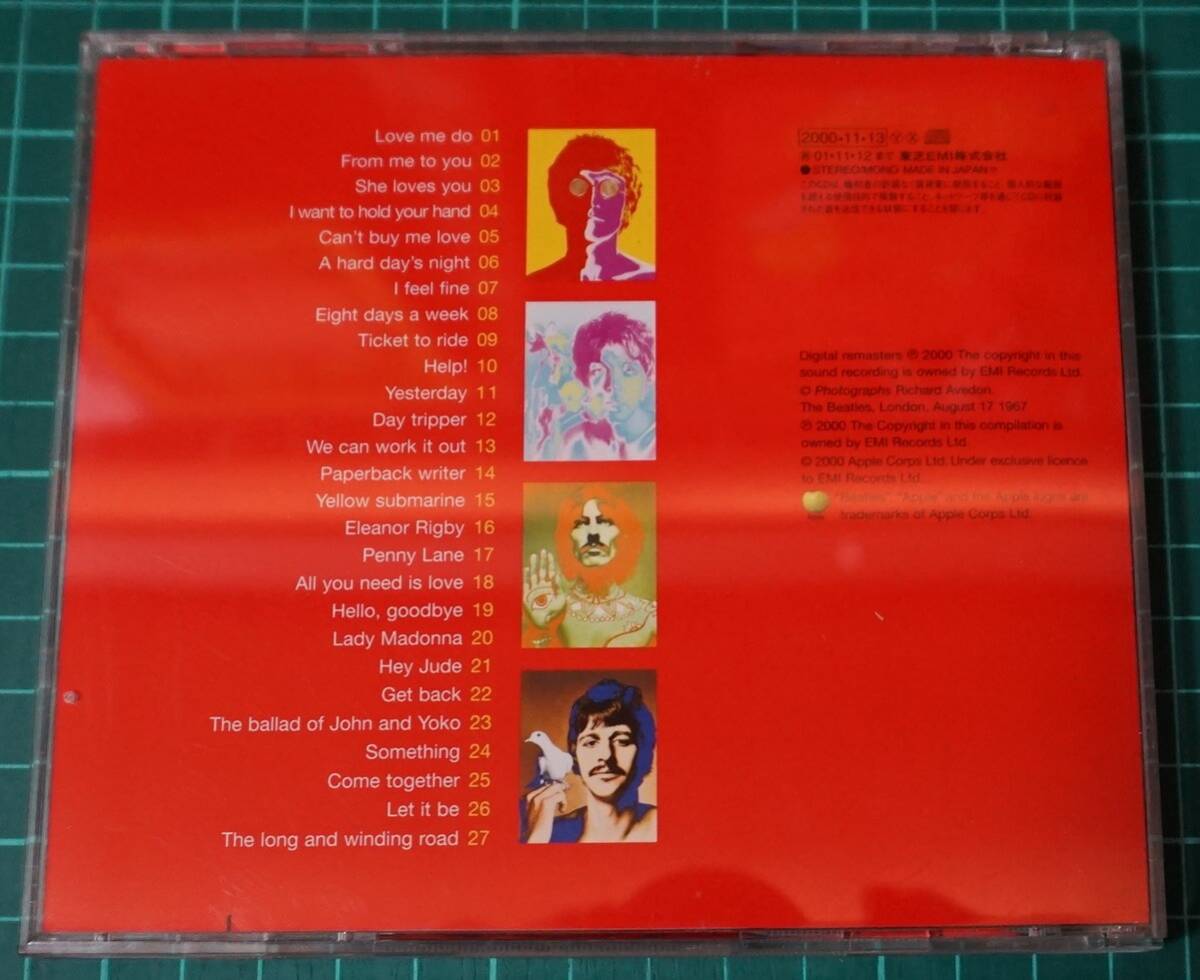 Love me do 01
From me to you 02
She loves you 03
I want to hold your hand 04
Can't buy me love 05
A hard day's night 06
I feel fine 07
Eight days a week 08
Ticket to ride 09
Help! 10
Yesterday 11
Day tripper 12
We can work it out 13
Paperback writer 14
Yellow submarine 15
Eleanor Rigby 16
Penny Lane 17
All you need is love 18
Hello, goodbye 19
Lady Madonna 20
Hey Jude 21
Get back 22
The ballad of John and Yoko 23
Something 24
Come together 25
Let it be 26
The long and winding road 27
2000・11・13 Ⓨ Ⓧ
01・11・12まで 東芝EMI株式会社
●STEREO/MONO MADE IN JAPAN
Digital remasters ℗ 2000 The copyright in this
sound recording is owned by EMI Records Ltd.
© Photographs Richard Avedon.
The Beatles, London, August 17 1967
℗ 2000 The Copyright in this compilation is
owned by EMI Records Ltd.
© 2000 Apple Corps Ltd. Under exclusive licence
to EMI Records Ltd.
"Beatles", "Apple" and the Apple logos are
trademarks of Apple Corps Ltd.